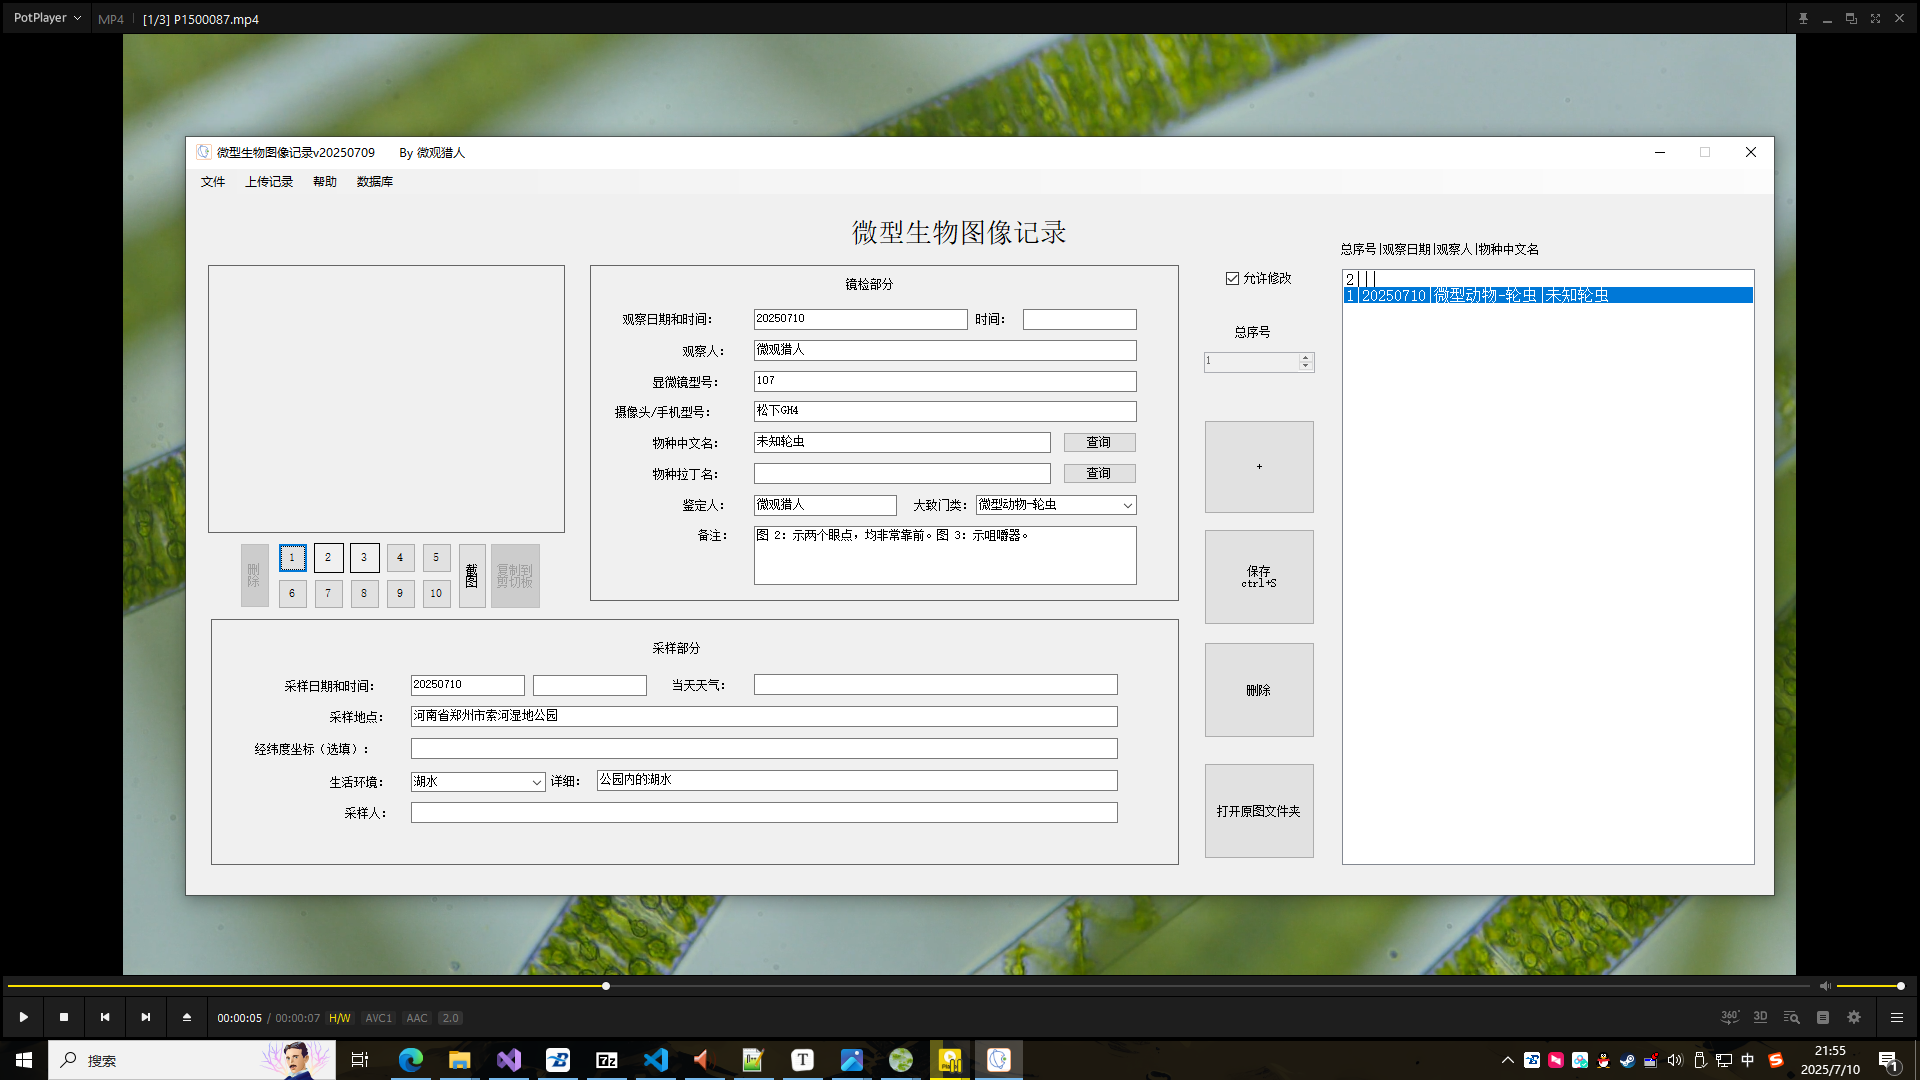 PotPlayer
MP4
[1/3] P1500087.mp4
微型生物图像记录v20250709 By 微观猎人
文件 上传记录 帮助 数据库
微型生物图像记录
镜检部分
观察日期和时间: 20250710 时间:
观察人: 微观猎人
显微镜型号: 107
摄像头/手机型号: 松下GH4
物种中文名: 未知轮虫 查询
物种拉丁名: 查询
鉴定人: 微观猎人 大致门类: 微型动物-轮虫
备注: 图 2: 示两个眼点，均非常靠前。图 3: 示咀嚼器。
删除 1 2 3 4 5 截图 复制到剪切板
6 7 8 9 10
采样部分
采样日期和时间: 20250710 当天天气:
采样地点: 河南省郑州市索河湿地公园
经纬度坐标（选填）:
生活环境: 湖水 详细: 公园内的湖水
采样人:
允许修改
总序号
1
+
保存
ctrl+S
删除
打开原图文件夹
总序号|观察日期|观察人|物种中文名
2|||
1|20250710|微型动物-轮虫|未知轮虫
00:00:05 / 00:00:07 H/W AVC1 AAC 2.0
360° 3D
搜索
中
21:55
2025/7/10
1